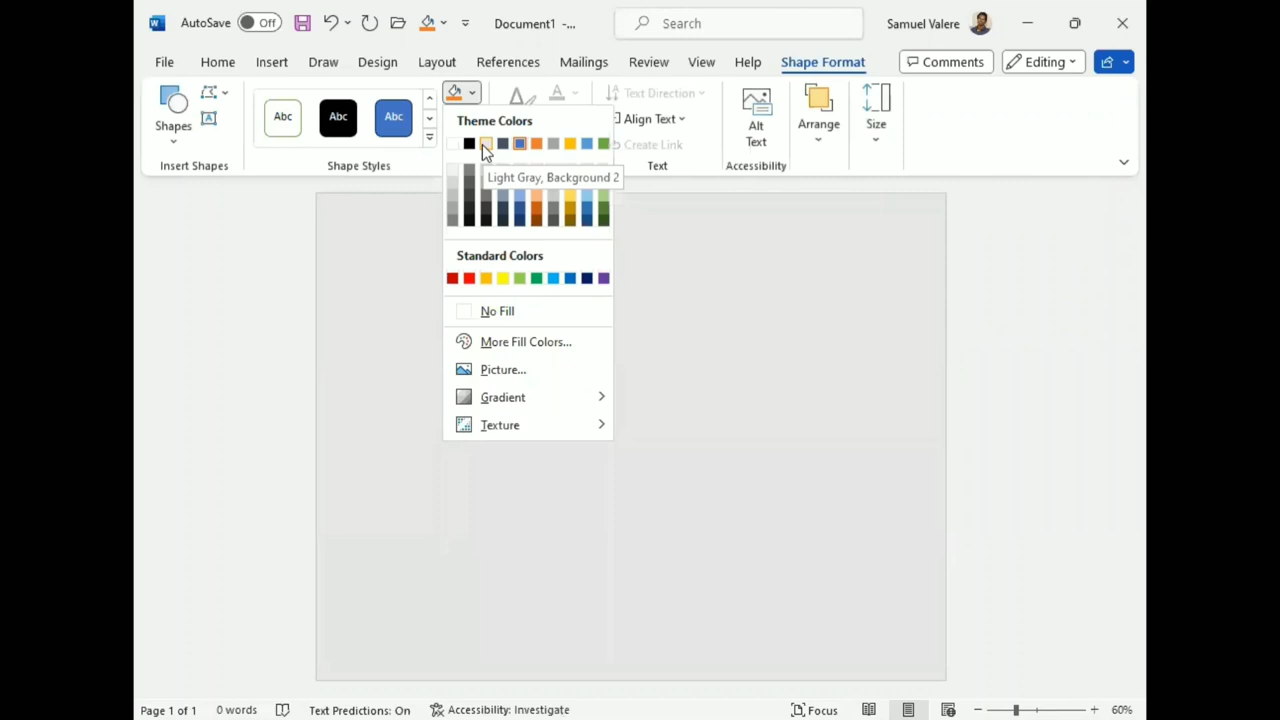 AutoSave Off Document1 -... Search Samuel Valere
File Home Insert Draw Design Layout References Mailings Review View Help Shape Format Comments Editing
Shapes
Insert Shapes
Abc Abc Abc
Shape Styles
Text Direction
Align Text
Create Link
Text
Alt
Text
Accessibility
Arrange
Size
Theme Colors
Light Gray, Background 2
Standard Colors
No Fill
More Fill Colors...
Picture...
Gradient
Texture
Page 1 of 1 0 words Text Predictions: On Accessibility: Investigate Focus 60%